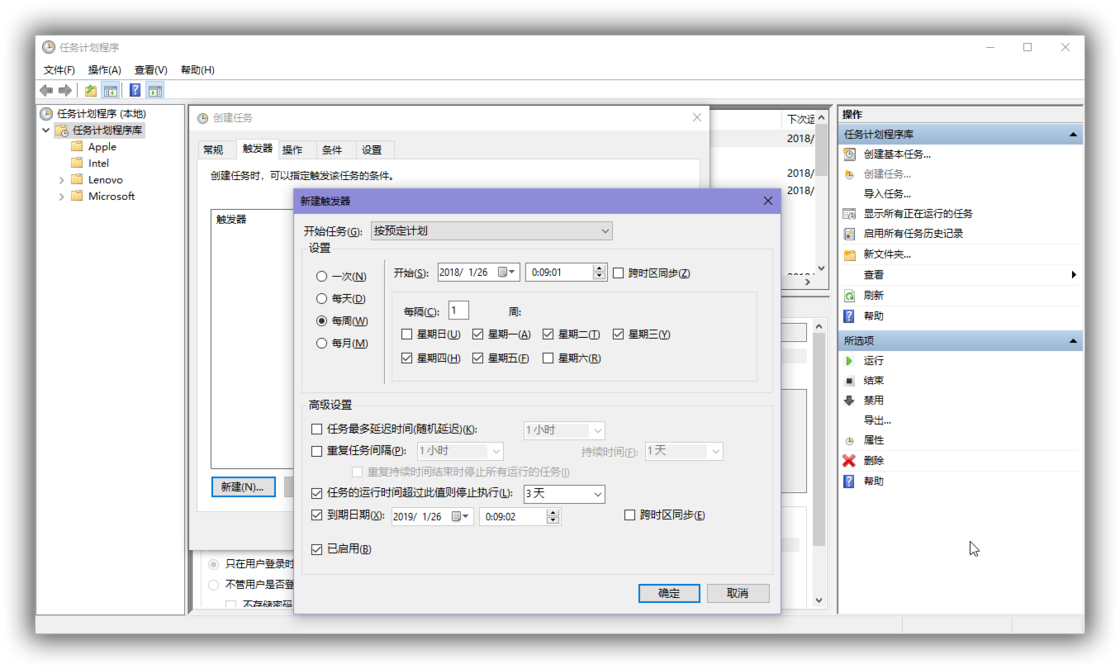 任务计划程序
文件(F) 操作(A) 查看(V) 帮助(H)
任务计划程序 (本地)
任务计划程序库
Apple
Intel
Lenovo
Microsoft
创建任务
常规 触发器 操作 条件 设置
创建任务时，可以指定触发该任务的条件。
触发器
新建(N)...
只在用户登录时
不管用户是否登
不存储密码
下次运
2018/
2018/
2018/
新建触发器
开始任务(G): 按预定计划
设置
一次(N)
每天(D)
每周(W)
每月(M)
开始(S): 2018/ 1/26 0:09:01 跨时区同步(Z)
每隔(C): 1 周:
星期日(U) 星期一(A) 星期二(T) 星期三(Y)
星期四(H) 星期五(F) 星期六(R)
高级设置
任务最多延迟时间(随机延迟)(K): 1 小时
重复任务间隔(P): 1 小时 持续时间(F): 1 天
重复持续时间结束时停止所有运行的任务(I)
任务的运行时间超过此值则停止执行(L): 3 天
到期日期(X): 2019/ 1/26 0:09:02 跨时区同步(E)
已启用(B)
确定 取消
操作
任务计划程序库
创建基本任务...
创建任务...
导入任务...
显示所有正在运行的任务
启用所有任务历史记录
新文件夹...
查看
刷新
帮助
所选项
运行
结束
禁用
导出...
属性
删除
帮助